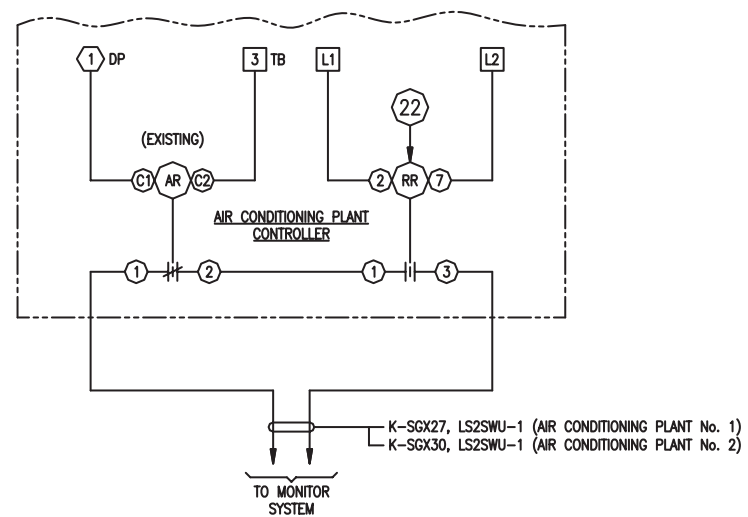 1 DP
3 TB
L1
L2
22
(EXISTING)
C1 AR C2
2 RR 7
AIR CONDITIONING PLANT
CONTROLLER
1
2
1
3
K-SGX27, LS2SWU-1 (AIR CONDITIONING PLANT No. 1)
K-SGX30, LS2SWU-1 (AIR CONDITIONING PLANT No. 2)
TO MONITOR
SYSTEM